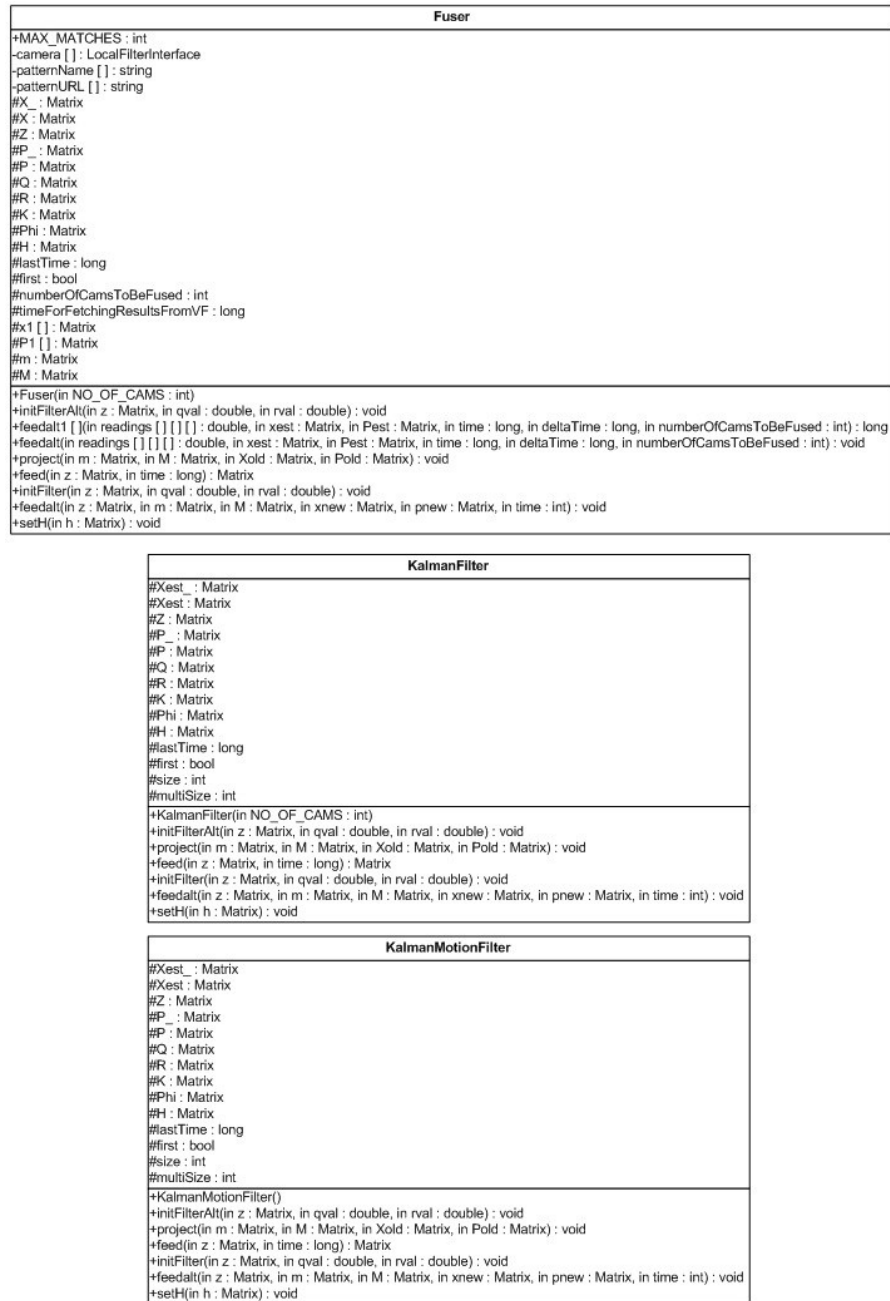 Fuser
+MAX_MATCHES : int
-camera [ ] : LocalFilterInterface
-patternName [ ] : string
-patternURL [ ] : string
#X_ : Matrix
#X : Matrix
#Z : Matrix
#P_ : Matrix
#P : Matrix
#Q : Matrix
#R : Matrix
#K : Matrix
#Phi : Matrix
#H : Matrix
#lastTime : long
#first : bool
#numberOfCamsToBeFused : int
#timeForFetchingResultsFromVF : long
#x1 [ ] : Matrix
#P1 [ ] : Matrix
#m : Matrix
#M : Matrix
+Fuser(in NO_OF_CAMS : int)
+initFilterAlt(in z : Matrix, in qval : double, in rval : double) : void
+feedalt1 [ ](in readings [ ] [ ] [ ] : double, in xest : Matrix, in Pest : Matrix, in time : long, in deltaTime : long, in numberOfCamsToBeFused : int) : long
+feedalt(in readings [ ] [ ] [ ] : double, in xest : Matrix, in Pest : Matrix, in time : long, in deltaTime : long, in numberOfCamsToBeFused : int) : void
+project(in m : Matrix, in M : Matrix, in Xold : Matrix, in Pold : Matrix) : void
+feed(in z : Matrix, in time : long) : Matrix
+initFilter(in z : Matrix, in qval : double, in rval : double) : void
+feedalt(in z : Matrix, in m : Matrix, in M : Matrix, in xnew : Matrix, in pnew : Matrix, in time : int) : void
+setH(in h : Matrix) : void
KalmanFilter
#Xest_ : Matrix
#Xest : Matrix
#Z : Matrix
#P_ : Matrix
#P : Matrix
#Q : Matrix
#R : Matrix
#K : Matrix
#Phi : Matrix
#H : Matrix
#lastTime : long
#first : bool
#size : int
#multiSize : int
+KalmanFilter(in NO_OF_CAMS : int)
+initFilterAlt(in z : Matrix, in qval : double, in rval : double) : void
+project(in m : Matrix, in M : Matrix, in Xold : Matrix, in Pold : Matrix) : void
+feed(in z : Matrix, in time : long) : Matrix
+initFilter(in z : Matrix, in qval : double, in rval : double) : void
+feedalt(in z : Matrix, in m : Matrix, in M : Matrix, in xnew : Matrix, in pnew : Matrix, in time : int) : void
+setH(in h : Matrix) : void
KalmanMotionFilter
#Xest_ : Matrix
#Xest : Matrix
#Z : Matrix
#P_ : Matrix
#P : Matrix
#Q : Matrix
#R : Matrix
#K : Matrix
#Phi : Matrix
#H : Matrix
#lastTime : long
#first : bool
#size : int
#multiSize : int
+KalmanMotionFilter()
+initFilterAlt(in z : Matrix, in qval : double, in rval : double) : void
+project(in m : Matrix, in M : Matrix, in Xold : Matrix, in Pold : Matrix) : void
+feed(in z : Matrix, in time : long) : Matrix
+initFilter(in z : Matrix, in qval : double, in rval : double) : void
+feedalt(in z : Matrix, in m : Matrix, in M : Matrix, in xnew : Matrix, in pnew : Matrix, in time : int) : void
+setH(in h : Matrix) : void